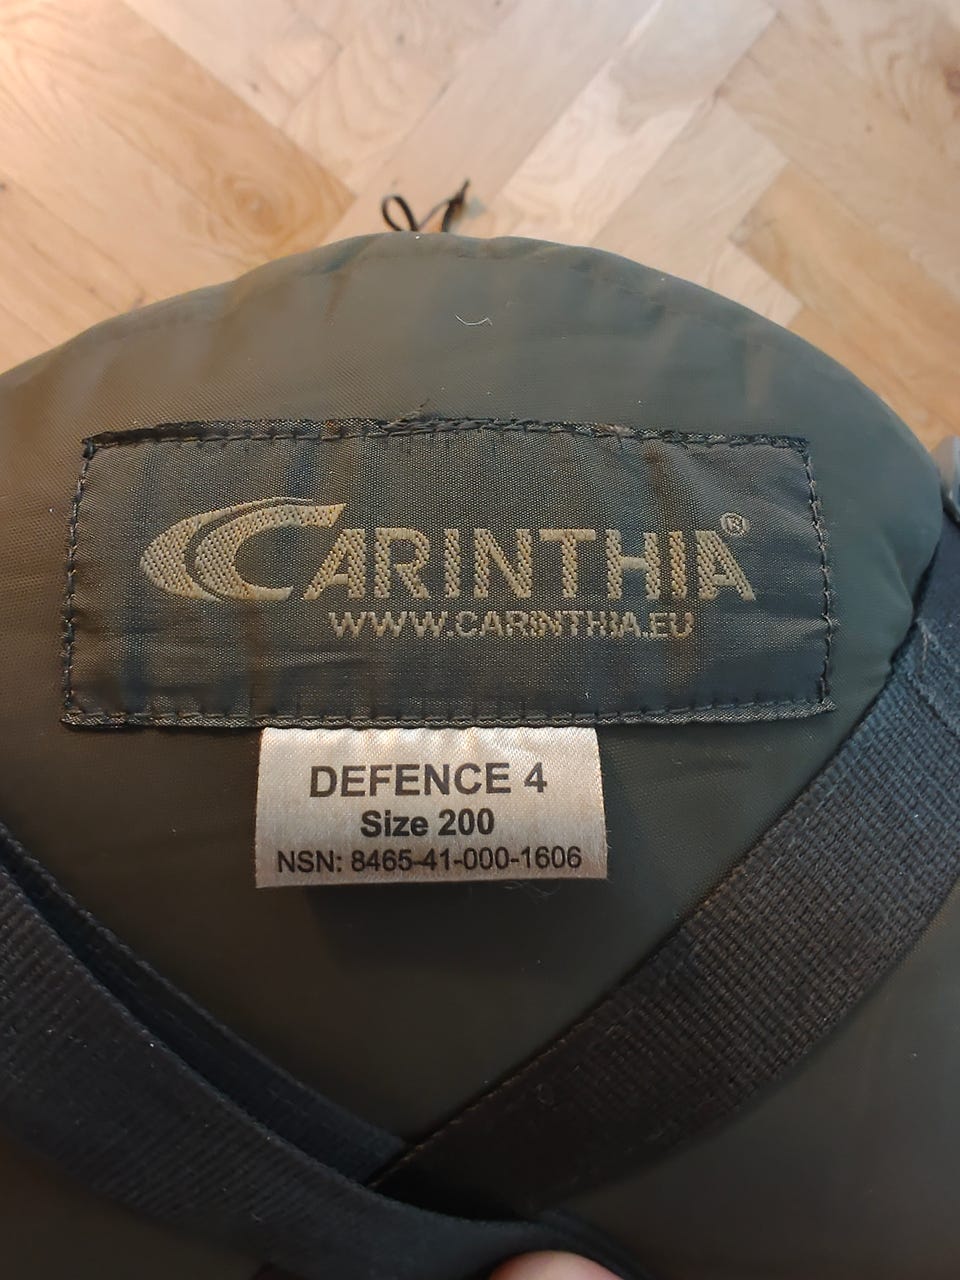 CARINTHIA®
WWW.CARINTHIA.EU
DEFENCE 4
Size 200
NSN: 8465-41-000-1606